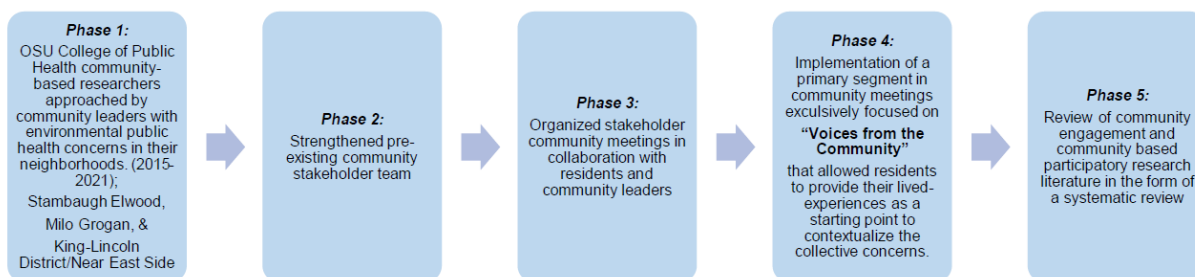 Phase 1:
OSU College of Public
Health community-
based researchers
approached by
community leaders with
environmental public
health concerns in their
neighborhoods. (2015-
2021);
Stambaugh Elwood,
Milo Grogan, &
King-Lincoln
District/Near East Side
Phase 2:
Strengthened pre-
existing community
stakeholder team
Phase 3:
Organized stakeholder
community meetings in
collaboration with
residents and
community leaders
Phase 4:
Implementation of a
primary segment in
community meetings
exculsively focused on
“Voices from the
Community”
that allowed residents
to provide their lived-
experiences as a
starting point to
contextualize the
collective concerns.
Phase 5:
Review of community
engagement and
community based
participatory research
literature in the form of
a systematic review